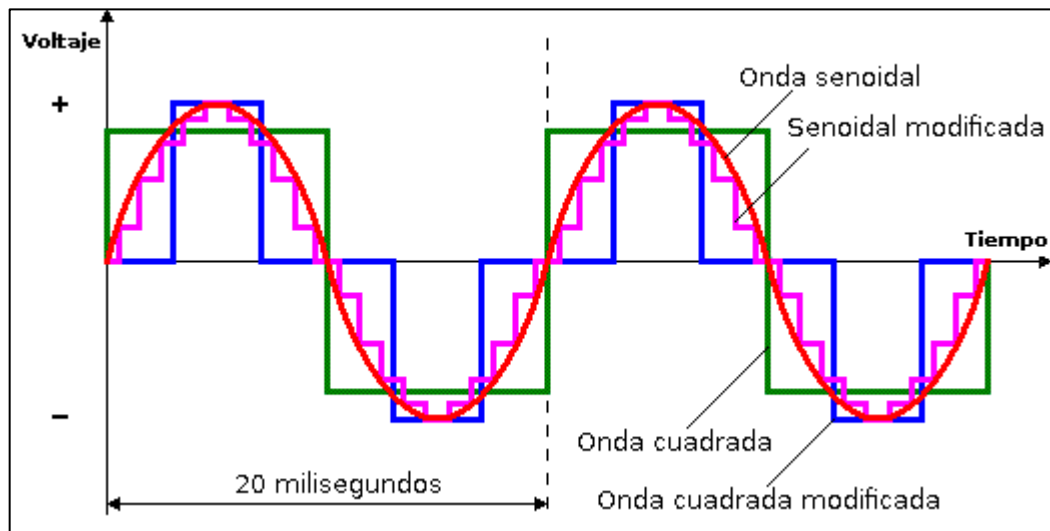 Voltaje
+
Onda senoidal
Senoidal modificada
Tiempo
−
Onda cuadrada
20 milisegundos
Onda cuadrada modificada